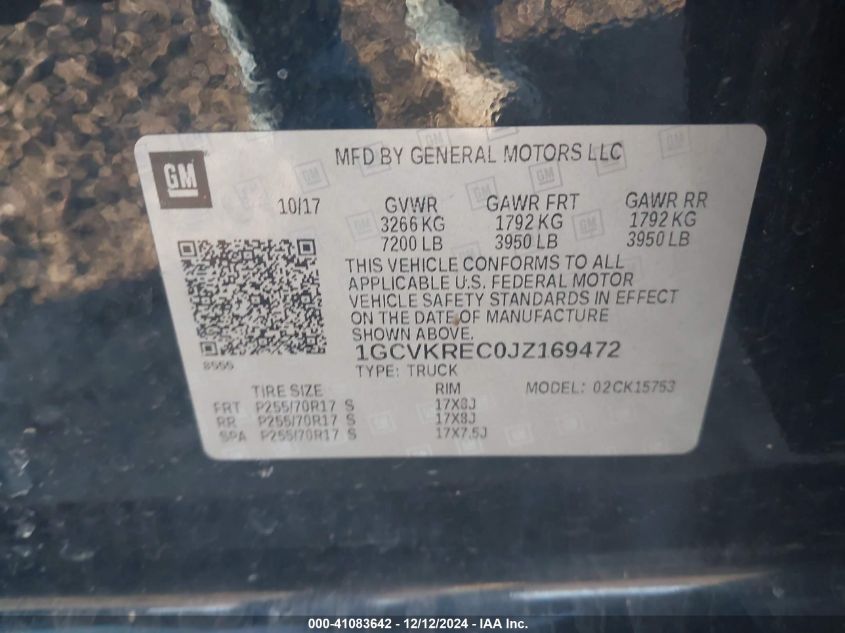 GM
MFD BY GENERAL MOTORS LLC
10/17 GVWR GAWR FRT GAWR RR
3266 KG 1792 KG 1792 KG
7200 LB 3950 LB 3950 LB
THIS VEHICLE CONFORMS TO ALL
APPLICABLE U.S. FEDERAL MOTOR
VEHICLE SAFETY STANDARDS IN EFFECT
ON THE DATE OF MANUFACTURE
SHOWN ABOVE.
1GCVKREC0JZ169472
TYPE: TRUCK
TIRE SIZE RIM MODEL: 02CK15753
FRT P255/70R17 S 17X8J
RR P255/70R17 S 17X8J
SPA P255/70R17 S 17X7.5J
000-41083642 - 12/12/2024 - IAA Inc.